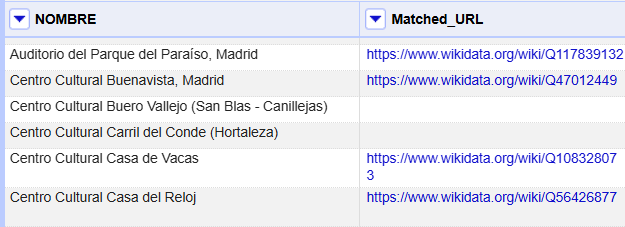 NOMBRE Matched_URL
Auditorio del Parque del Paraíso, Madrid https://www.wikidata.org/wiki/Q117839132
Centro Cultural Buenavista, Madrid https://www.wikidata.org/wiki/Q47012449
Centro Cultural Buero Vallejo (San Blas - Canillejas)
Centro Cultural Carril del Conde (Hortaleza)
Centro Cultural Casa de Vacas https://www.wikidata.org/wiki/Q10832807
3
Centro Cultural Casa del Reloj https://www.wikidata.org/wiki/Q56426877